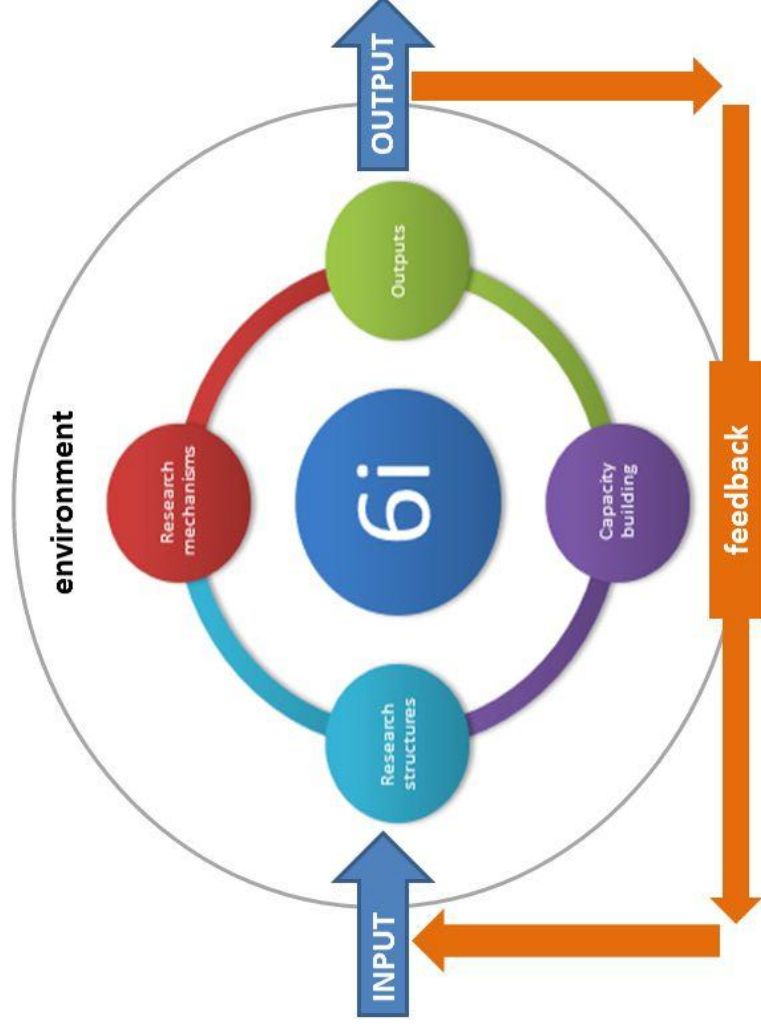 environment
Research
mechanisms
INPUT
Research
structures
6i
Outputs
OUTPUT
Capacity
building
feedback